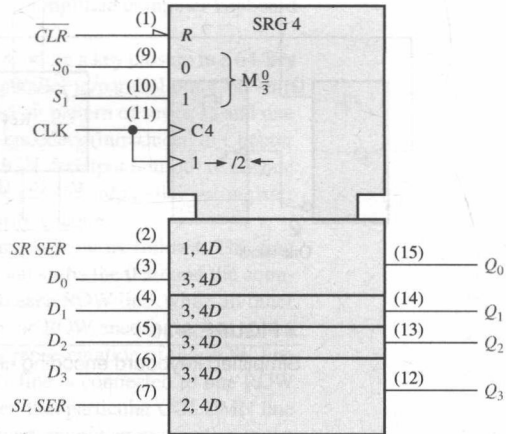 SRG 4
(1)
CLR
R
(9)
S0
0
M 0/3
(10)
S1
1
(11)
CLK
C4
1 → /2 ←
(2)
SR SER
1, 4D
(3)
D0
3, 4D
(15)
Q0
(4)
D1
3, 4D
(14)
Q1
(5)
D2
3, 4D
(13)
Q2
(6)
D3
3, 4D
(12)
Q3
(7)
SL SER
2, 4D